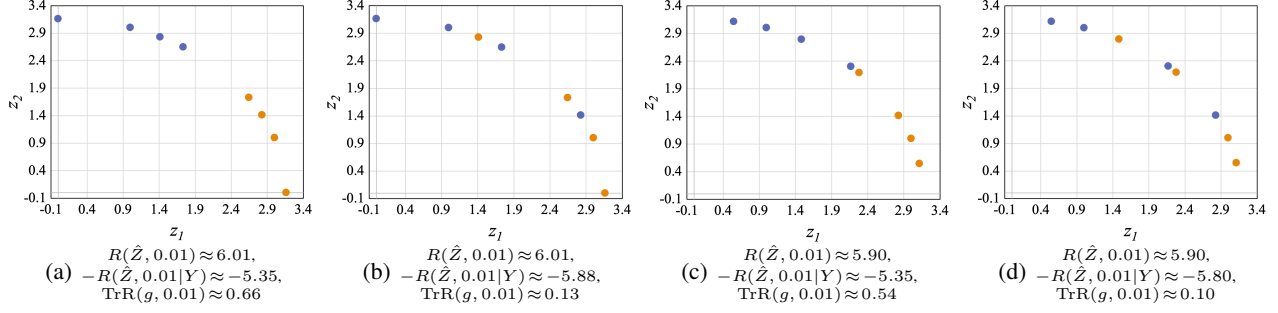 3.4
2.9
2.4
1.9
1.4
0.9
0.4
-0.1
z₂
-0.1 0.4 0.9 1.4 1.9 2.4 2.9 3.4
z₁
(a)
R(Ẑ, 0.01) ≈ 6.01,
−R(Ẑ, 0.01|Y) ≈ −5.35,
TrR(g, 0.01) ≈ 0.66
3.4
2.9
2.4
1.9
1.4
0.9
0.4
-0.1
z₂
-0.1 0.4 0.9 1.4 1.9 2.4 2.9 3.4
z₁
(b)
R(Ẑ, 0.01) ≈ 6.01,
−R(Ẑ, 0.01|Y) ≈ −5.88,
TrR(g, 0.01) ≈ 0.13
3.4
2.9
2.4
1.9
1.4
0.9
0.4
-0.1
z₂
-0.1 0.4 0.9 1.4 1.9 2.4 2.9 3.4
z₁
(c)
R(Ẑ, 0.01) ≈ 5.90,
−R(Ẑ, 0.01|Y) ≈ −5.35,
TrR(g, 0.01) ≈ 0.54
3.4
2.9
2.4
1.9
1.4
0.9
0.4
-0.1
z₂
-0.1 0.4 0.9 1.4 1.9 2.4 2.9 3.4
z₁
(d)
R(Ẑ, 0.01) ≈ 5.90,
−R(Ẑ, 0.01|Y) ≈ −5.80,
TrR(g, 0.01) ≈ 0.10